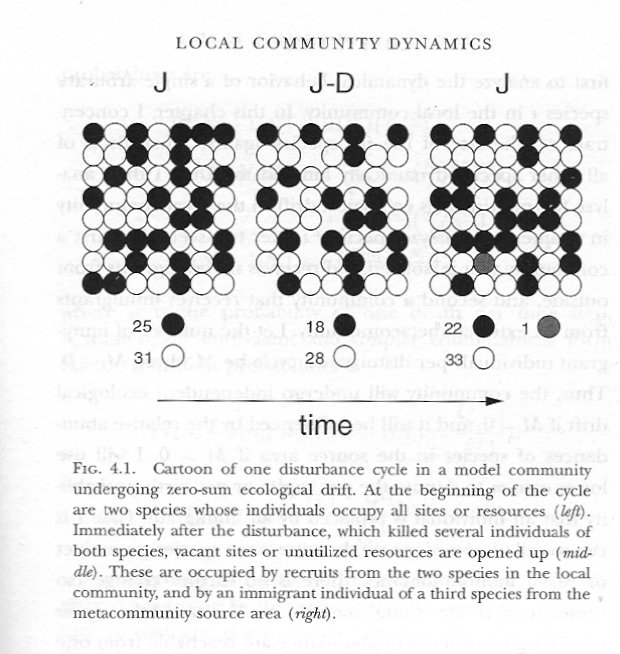 LOCAL COMMUNITY DYNAMICS
J J-D J
25 18 22 1
31 28 33
time
FIG. 4.1. Cartoon of one disturbance cycle in a model community
undergoing zero-sum ecological drift. At the beginning of the cycle
are two species whose individuals occupy all sites or resources (left).
Immediately after the disturbance, which killed several individuals of
both species, vacant sites or unutilized resources are opened up (mid-
dle). These are occupied by recruits from the two species in the local
community, and by an immigrant individual of a third species from the
metacommunity source area (right).